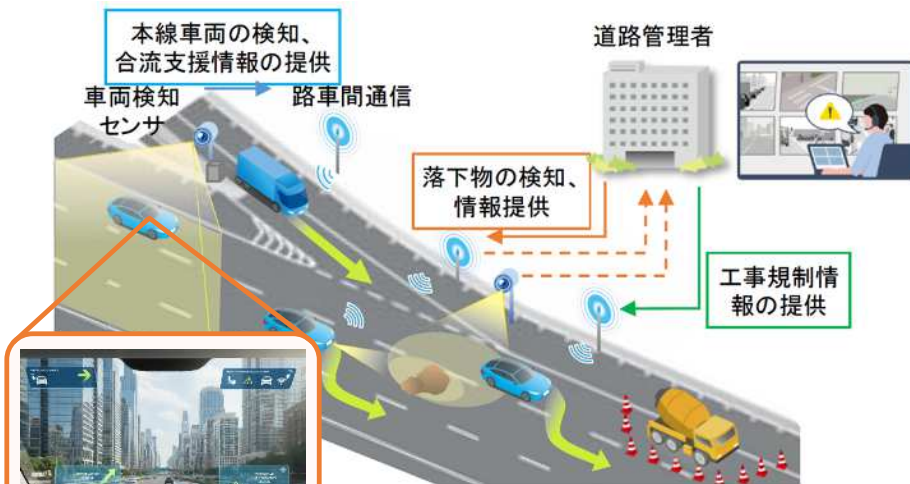 本線車両の検知、
合流支援情報の提供
道路管理者
車両検知
センサ
路車間通信
落下物の検知、
情報提供
工事規制情
報の提供